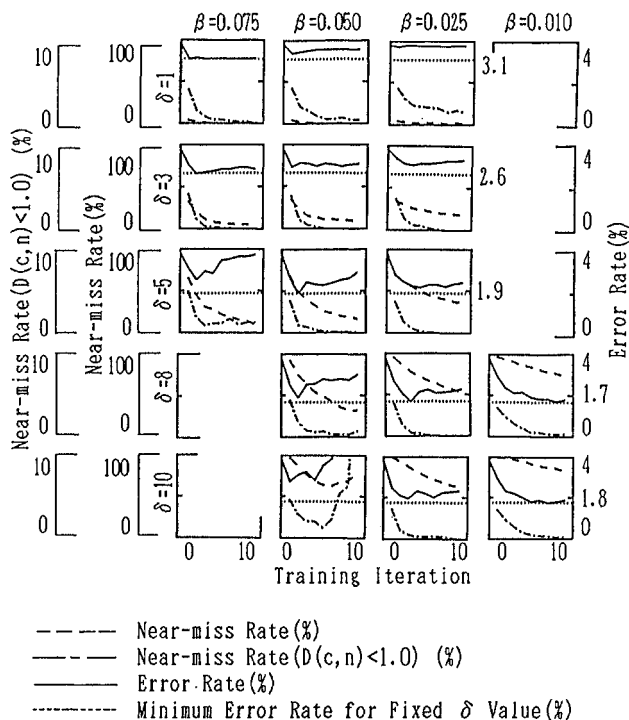 β=0.075 β=0.050 β=0.025 β=0.010
10 100 4
δ=1 3.1
0 0 0
10 100 4
δ=3 2.6
0 0 0
10 100 4
δ=5 1.9
0 0 0
10 100 4
δ=8 1.7
0 0 0
10 100 4
δ=10 1.8
0 0 0
Near-miss Rate(D(c,n)<1.0) (%)
Near-miss Rate(%)
Error Rate(%)
0 10 0 10 0 10 0 10
Training Iteration
Near-miss Rate(%)
Near-miss Rate(D(c,n)<1.0) (%)
Error Rate(%)
Minimum Error Rate for Fixed δ Value(%)